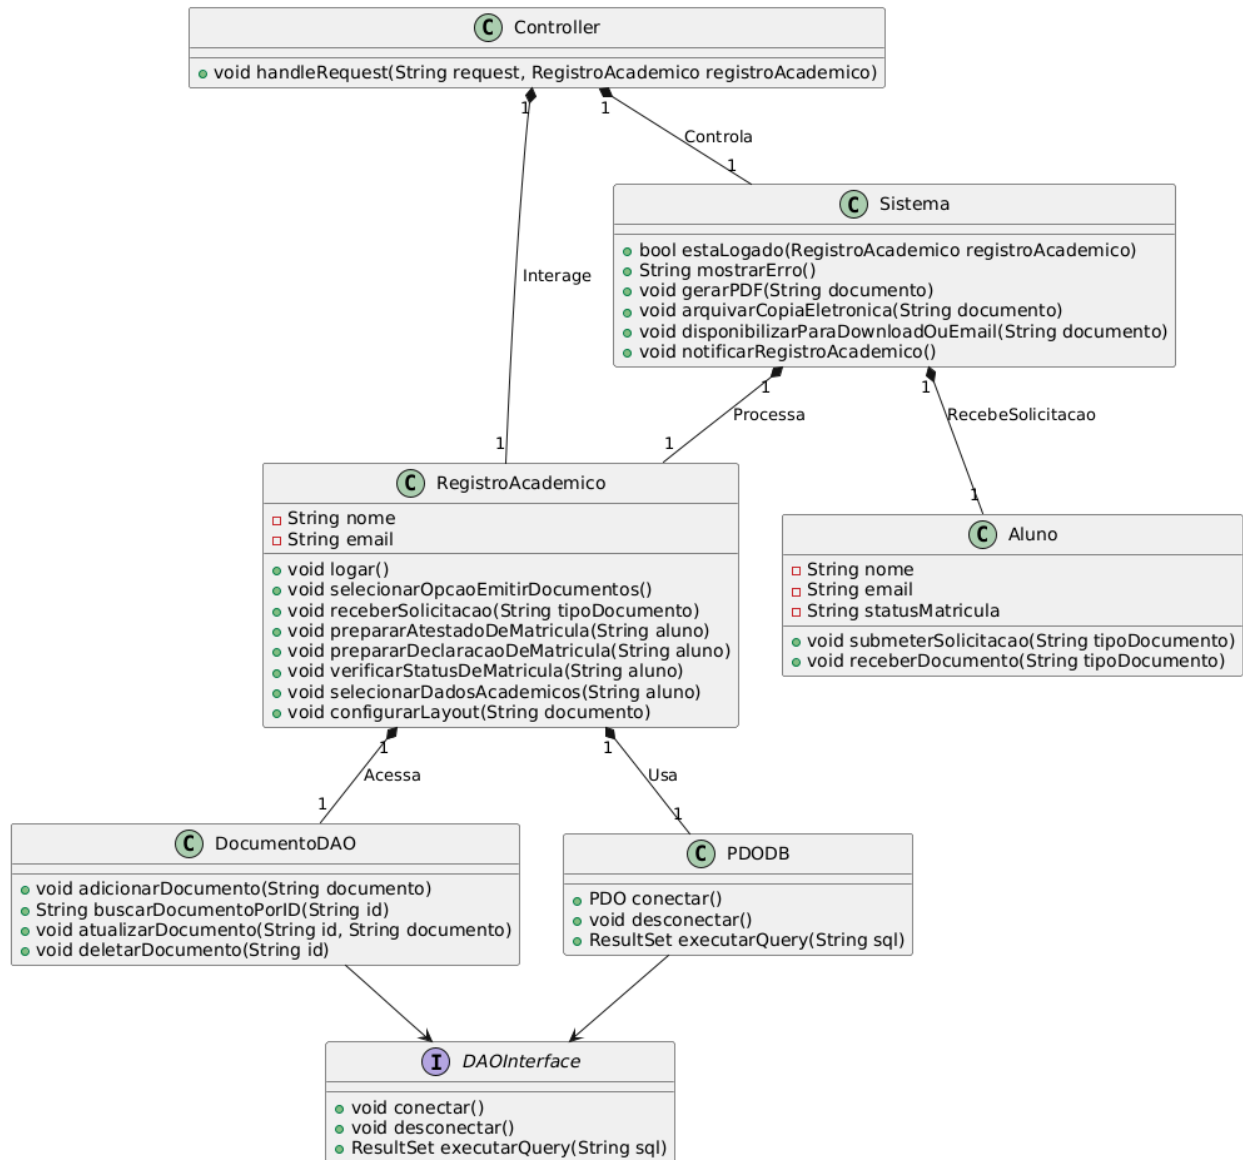 C Controller
void handleRequest(String request, RegistroAcademico registroAcademico)
1
1
Controla
1
C Sistema
bool estaLogado(RegistroAcademico registroAcademico)
String mostrarErro()
void gerarPDF(String documento)
void arquivarCopiaEletronica(String documento)
void disponibilizarParaDownloadOuEmail(String documento)
void notificarRegistroAcademico()
Interage
1
1
Processa
RecebeSolicitacao
1
1
1
C RegistroAcademico
String nome
String email
void logar()
void selecionarOpcaoEmitirDocumentos()
void receberSolicitacao(String tipoDocumento)
void prepararAtestadoDeMatricula(String aluno)
void prepararDeclaracaoDeMatricula(String aluno)
void verificarStatusDeMatricula(String aluno)
void selecionarDadosAcademicos(String aluno)
void configurarLayout(String documento)
C Aluno
String nome
String email
String statusMatricula
void submeterSolicitacao(String tipoDocumento)
void receberDocumento(String tipoDocumento)
1
1
Acessa
Usa
1
1
C DocumentoDAO
void adicionarDocumento(String documento)
String buscarDocumentoPorID(String id)
void atualizarDocumento(String id, String documento)
void deletarDocumento(String id)
C PDODB
PDO conectar()
void desconectar()
ResultSet executarQuery(String sql)
I DAOInterface
void conectar()
void desconectar()
ResultSet executarQuery(String sql)